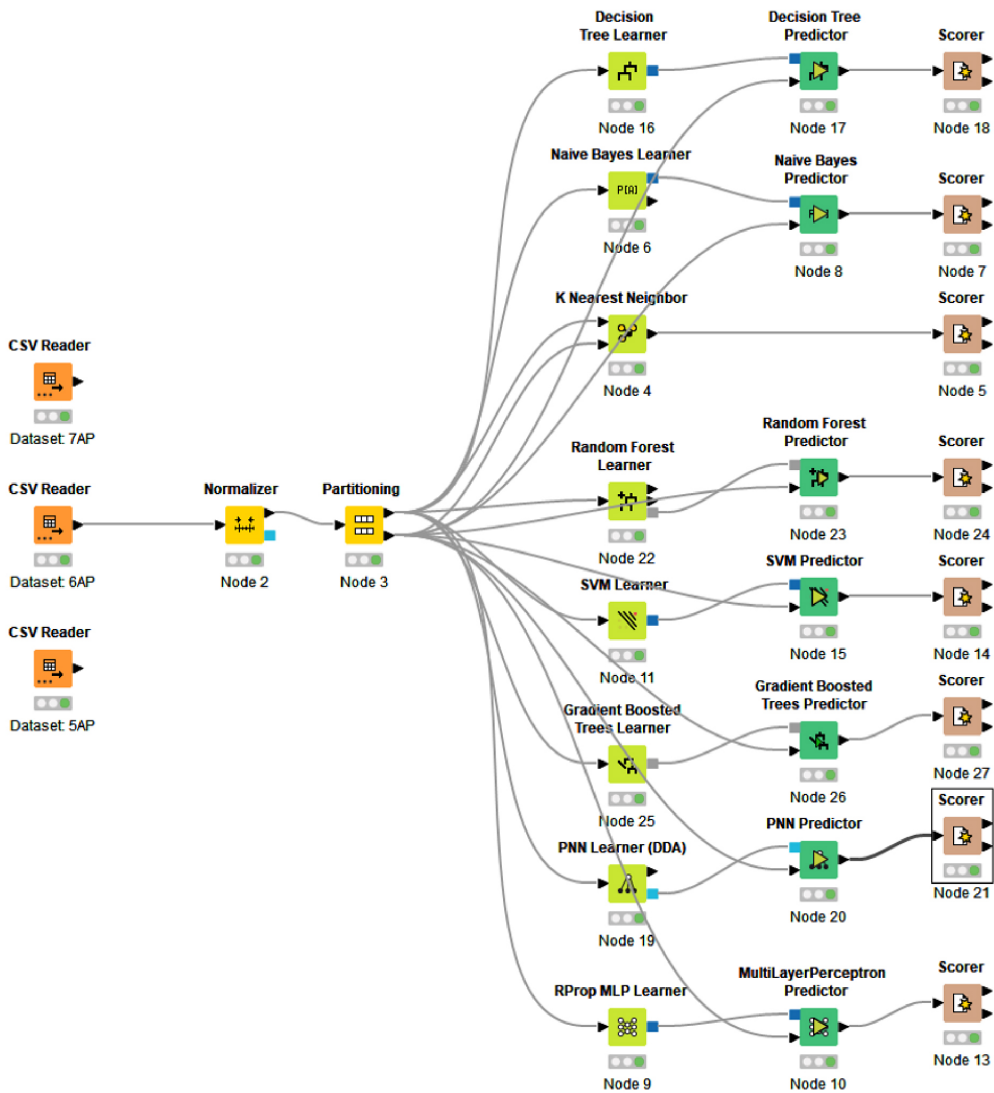 Decision
Tree Learner
Decision Tree
Predictor
Scorer
Node 16
Node 17
Node 18
Naive Bayes Learner
P[A]
Node 6
Naive Bayes
Predictor
Node 8
Scorer
Node 7
K Nearest Neighbor
Node 4
Scorer
Node 5
CSV Reader
Dataset: 7AP
CSV Reader
Dataset: 6AP
CSV Reader
Dataset: 5AP
Normalizer
Node 2
Partitioning
Node 3
Random Forest
Learner
Node 22
Random Forest
Predictor
Node 23
Scorer
Node 24
SVM Learner
Node 11
SVM Predictor
Node 15
Scorer
Node 14
Gradient Boosted
Trees Learner
Node 25
Gradient Boosted
Trees Predictor
Node 26
Scorer
Node 27
PNN Learner (DDA)
Node 19
PNN Predictor
Node 20
Scorer
Node 21
RProp MLP Learner
Node 9
MultiLayerPerceptron
Predictor
Node 10
Scorer
Node 13